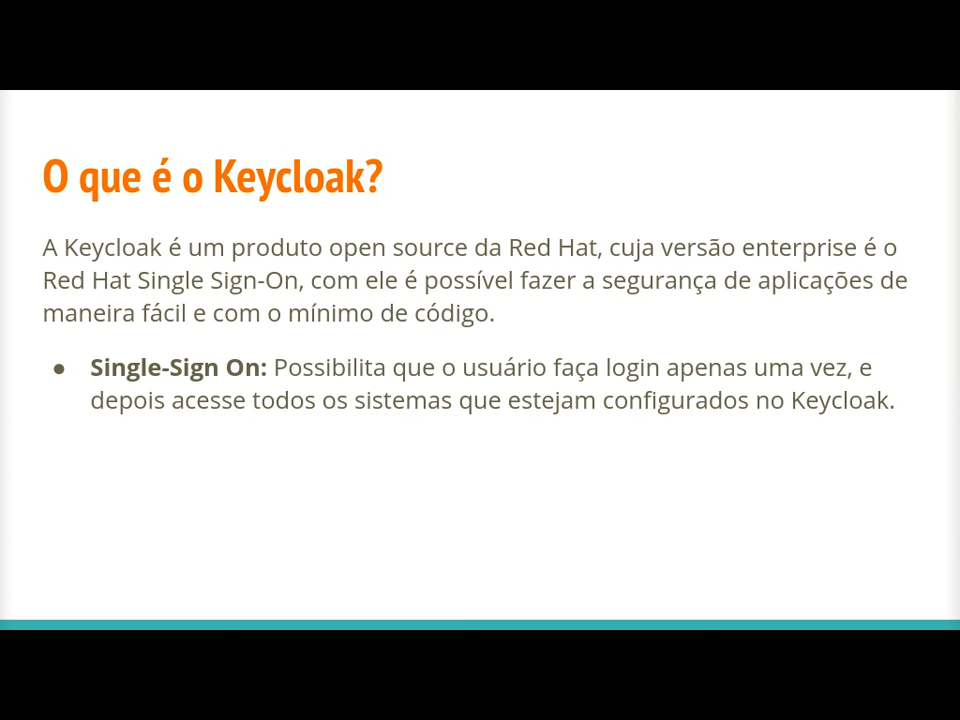 O que é o Keycloak?
A Keycloak é um produto open source da Red Hat, cuja versão enterprise é o
Red Hat Single Sign-On, com ele é possível fazer a segurança de aplicações de
maneira fácil e com o mínimo de código.
● Single-Sign On: Possibilita que o usuário faça login apenas uma vez, e
depois acesse todos os sistemas que estejam configurados no Keycloak.